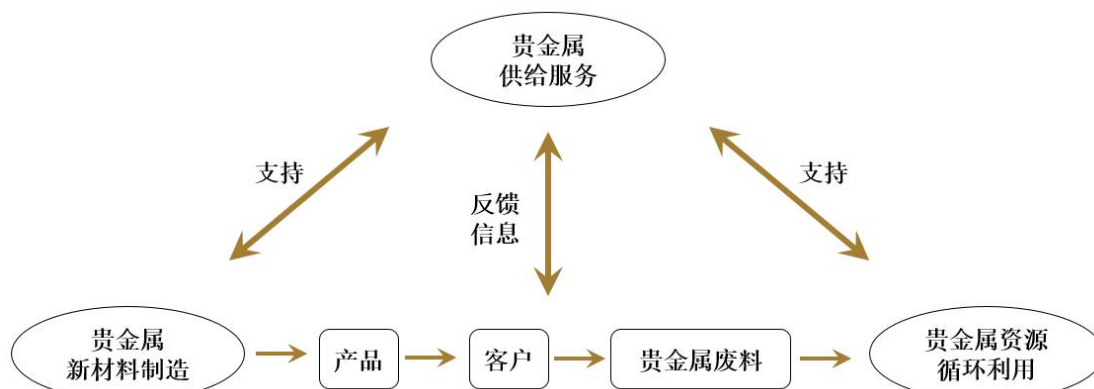 贵金属
供给服务
支持
支持
反馈
信息
贵金属
新材料制造
产品
客户
贵金属废料
贵金属资源
循环利用